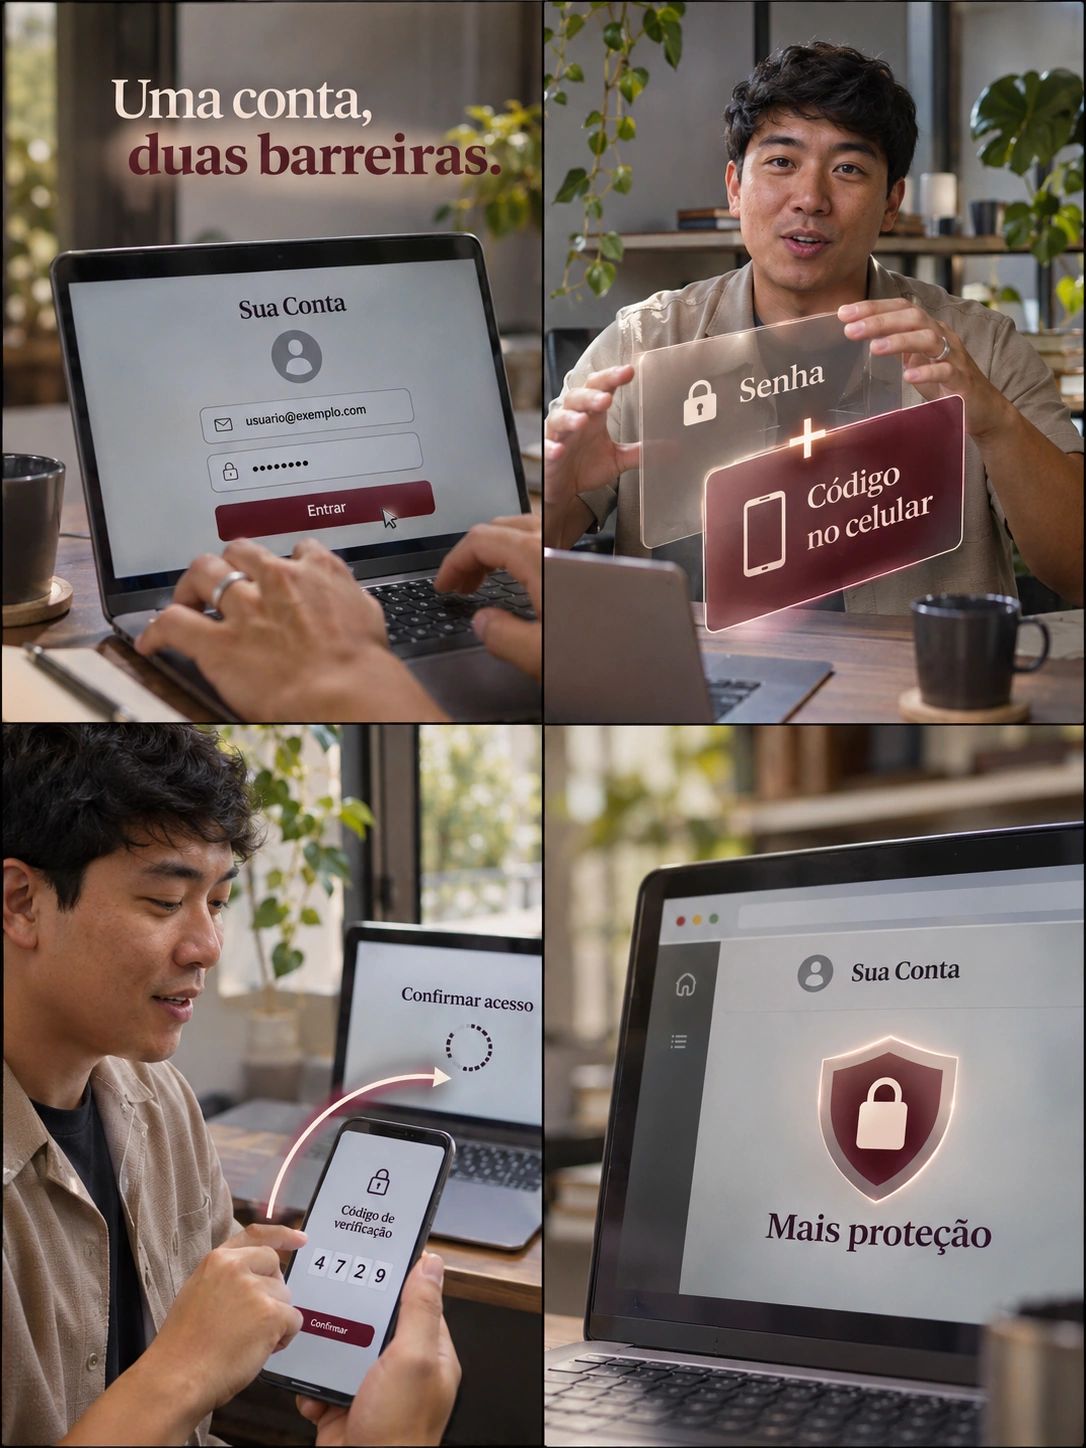 Uma conta,
duas barreiras.
Sua Conta
usuario@exemplo.com
Entrar
Senha
+
Código
no celular
Confirmar acesso
Código de
verificação
4 7 2 9
Confirmar
Sua Conta
Mais proteção